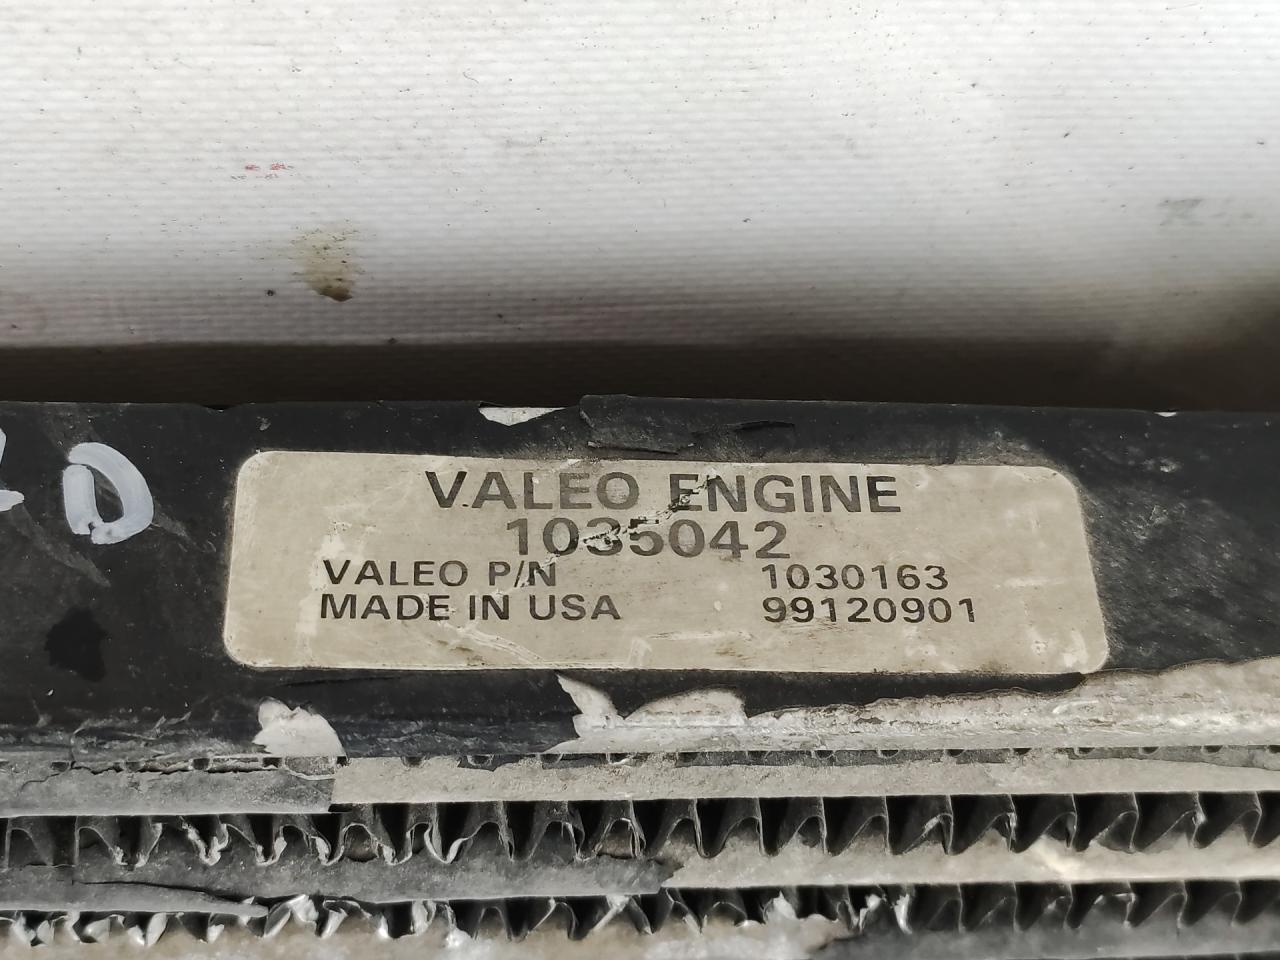 VALEO ENGINE
1035042
VALEO P/N 1030163
MADE IN USA 99120901